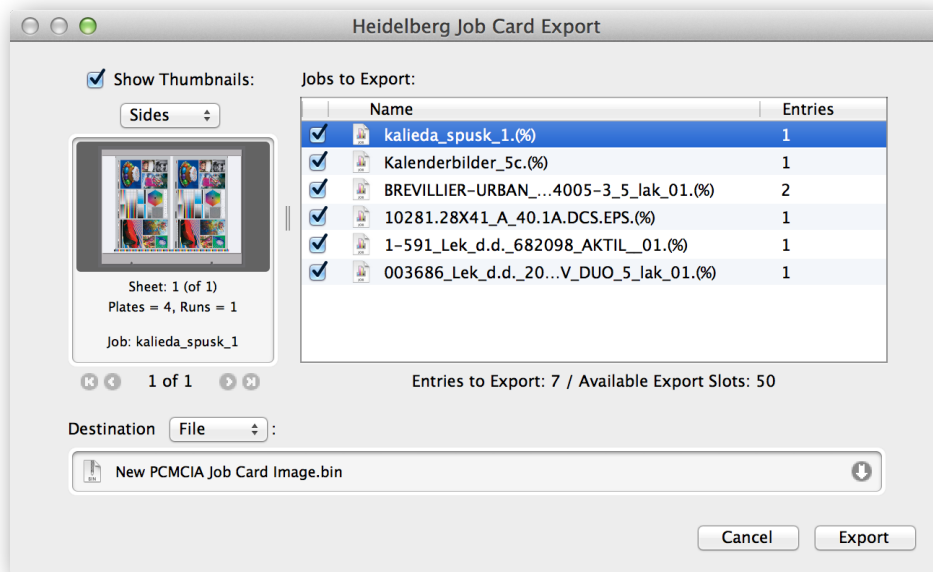 Heidelberg Job Card Export
Show Thumbnails:
Sides
Sheet: 1 (of 1)
Plates = 4, Runs = 1
Job: kalieda_spusk_1
1 of 1
Jobs to Export:
Name Entries
kalieda_spusk_1.(%) 1
Kalenderbilder_5c.(%) 1
BREVILLIER-URBAN_...4005-3_5_lak_01.(%) 2
10281.28X41_A_40.1A.DCS.EPS.(%) 1
1-591_Lek_d.d._682098_AKTIL__01.(%) 1
003686_Lek_d.d._20...V_DUO_5_lak_01.(%) 1
Entries to Export: 7 / Available Export Slots: 50
Destination File :
New PCMCIA Job Card Image.bin
Cancel Export